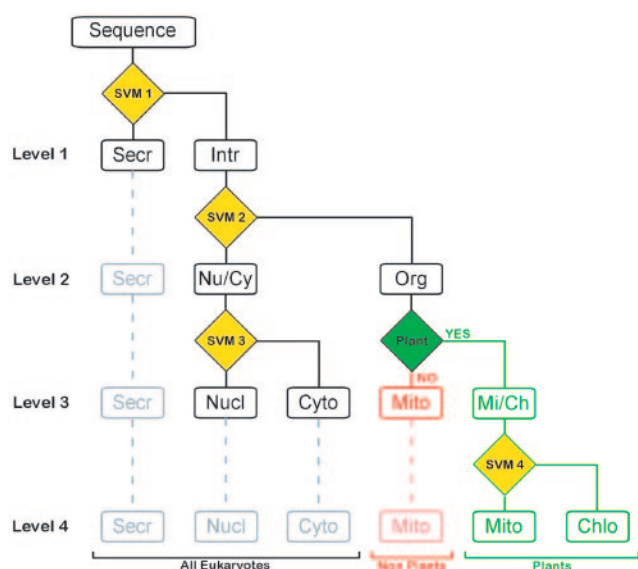 Sequence
SVM 1
Level 1 Secr Intr
SVM 2
Level 2 Secr Nu/Cy Org
SVM 3 Plant YES
NO
Level 3 Secr Nucl Cyto Mito Mi/Ch
SVM 4
Level 4 Secr Nucl Cyto Mito Mito Chlo
All Eukaryotes Non Plants Plants